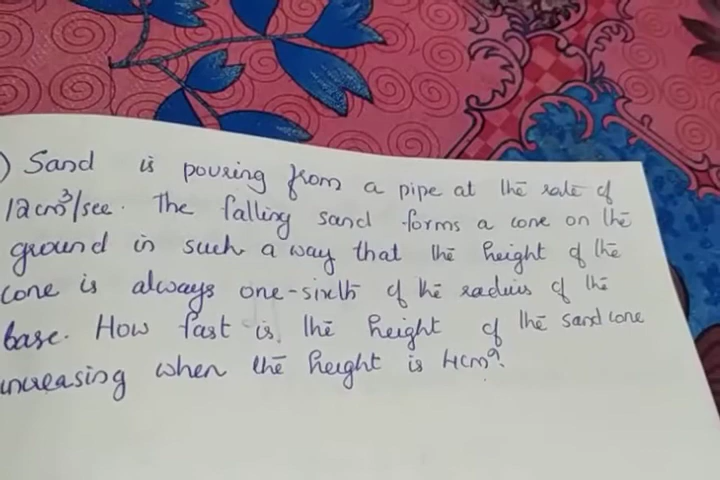 ) Sand is pouring from a pipe at the rate of
12cm³/sec. The falling sand forms a cone on the
ground in such a way that the height of the
cone is always one-sixth of the radius of the
base. How fast is the height of the sand cone
increasing when the height is 4cm?